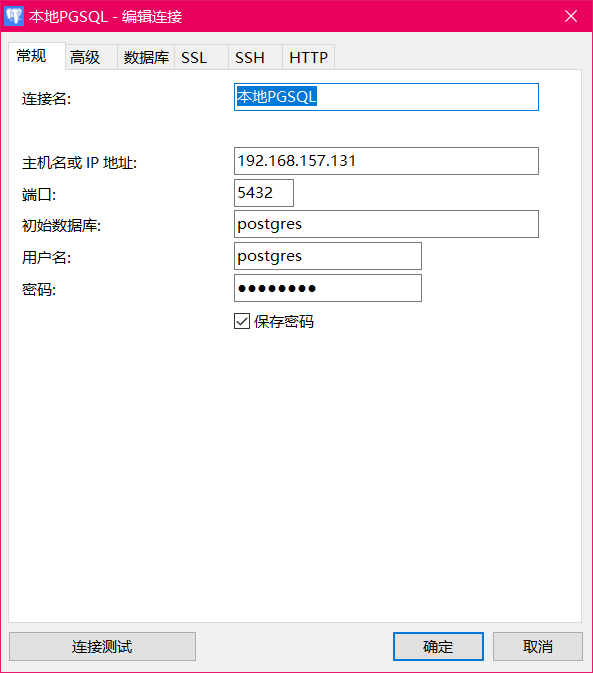 本地PGSQL - 编辑连接
常规 高级 数据库 SSL SSH HTTP
连接名: 本地PGSQL
主机名或 IP 地址: 192.168.157.131
端口: 5432
初始数据库: postgres
用户名: postgres
密码: ●●●●●●●●
保存密码
连接测试 确定 取消